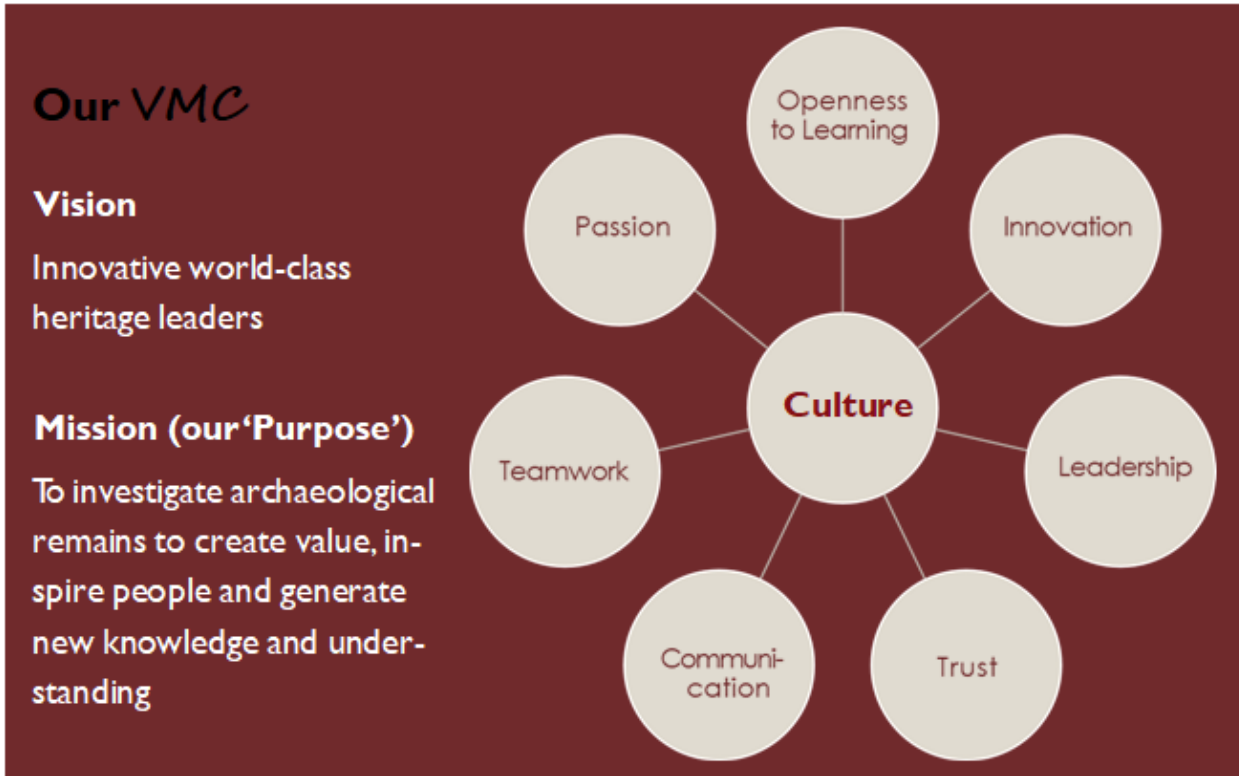 Our VMC
Vision
Innovative world-class
heritage leaders
Mission (our ‘Purpose’)
To investigate archaeological
remains to create value, in-
spire people and generate
new knowledge and under-
standing
Openness
to Learning
Innovation
Leadership
Trust
Communi-
cation
Teamwork
Passion
Culture